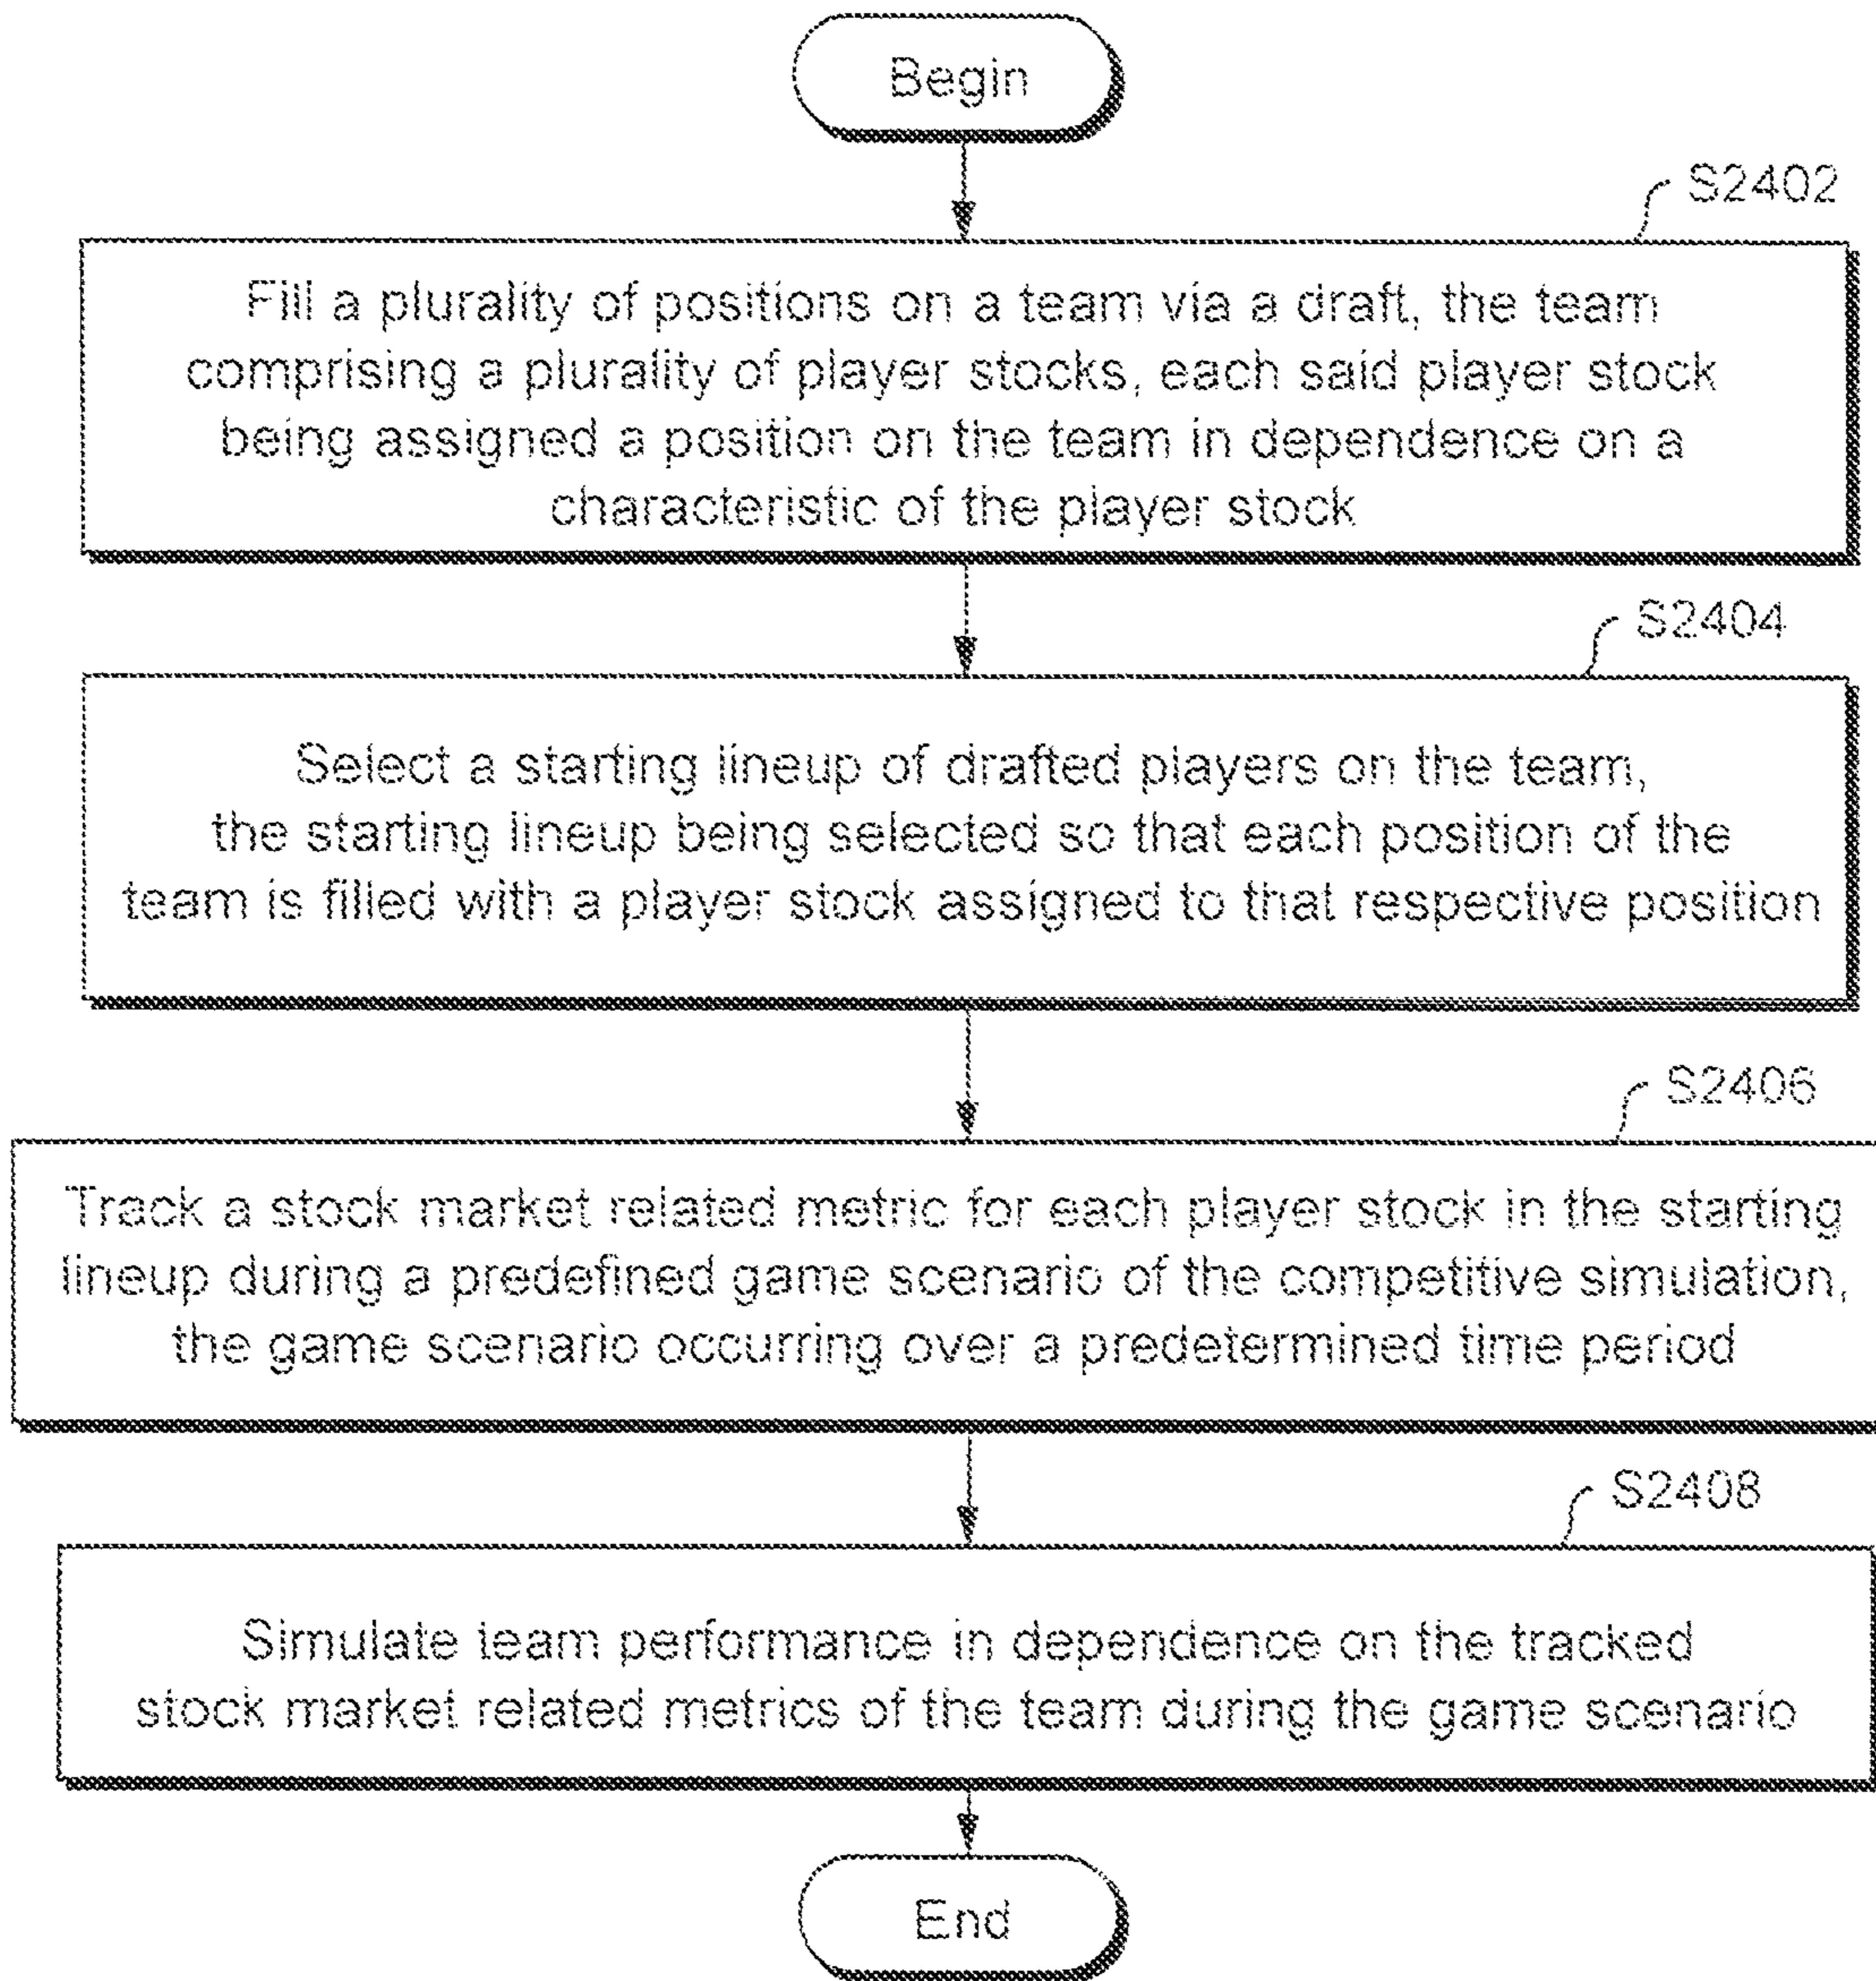 Begin
S2402
Fill a plurality of positions on a team via a draft, the team
comprising a plurality of player stocks, each said player stock
being assigned a position on the team in dependence on a
characteristic of the player stock
S2404
Select a starting lineup of drafted players on the team,
the starting lineup being selected so that each position of the
team is filled with a player stock assigned to that respective position
S2406
Track a stock market related metric for each player stock in the starting
lineup during a predefined game scenario of the competitive simulation,
the game scenario occurring over a predetermined time period
S2408
Simulate team performance in dependence on the tracked
stock market related metrics of the team during the game scenario
End